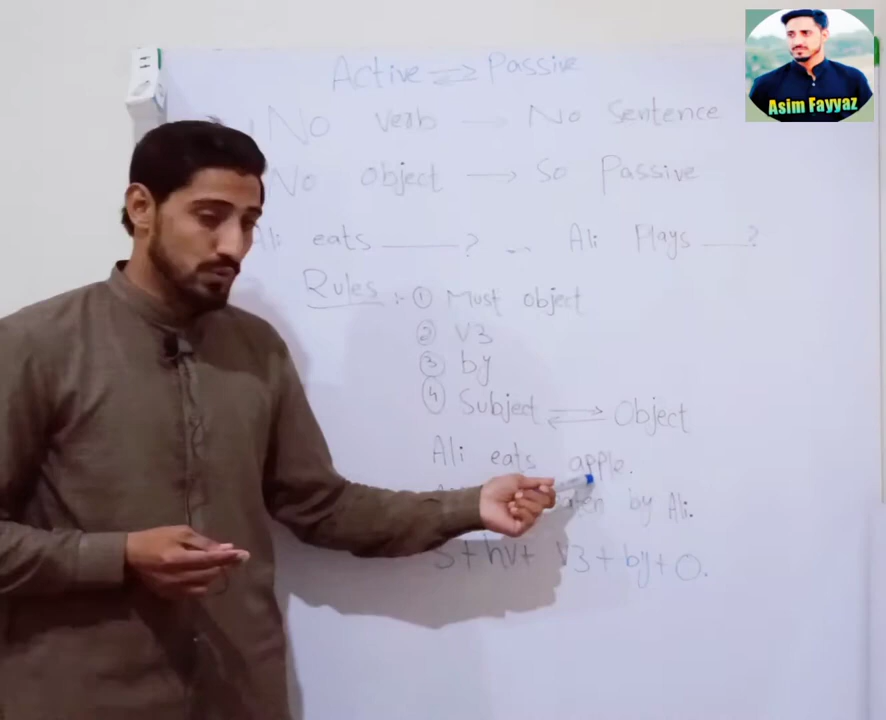 Active ⇌ Passive
Asim Fayyaz
No verb → No Sentence
No object → So Passive
Ali eats ____? .. Ali Plays ___?
Rules :- ① Must object
② V3
③ by
④ Subject ⇌ Object
Ali eats apple.
by Ali.
S+hv+ V3+by+O.